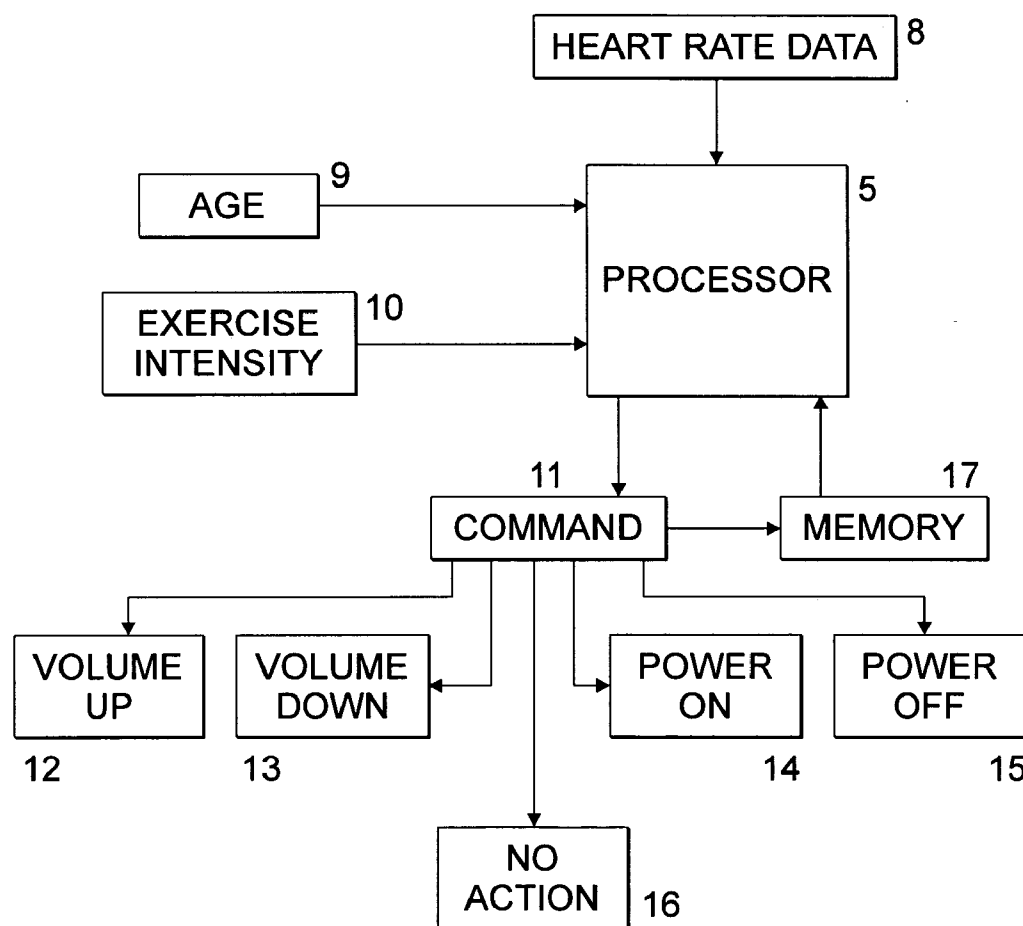 HEART RATE DATA
8
AGE
9
PROCESSOR
5
EXERCISE
INTENSITY
10
COMMAND
11
MEMORY
17
VOLUME
UP
12
VOLUME
DOWN
13
POWER
ON
14
POWER
OFF
15
NO
ACTION
16